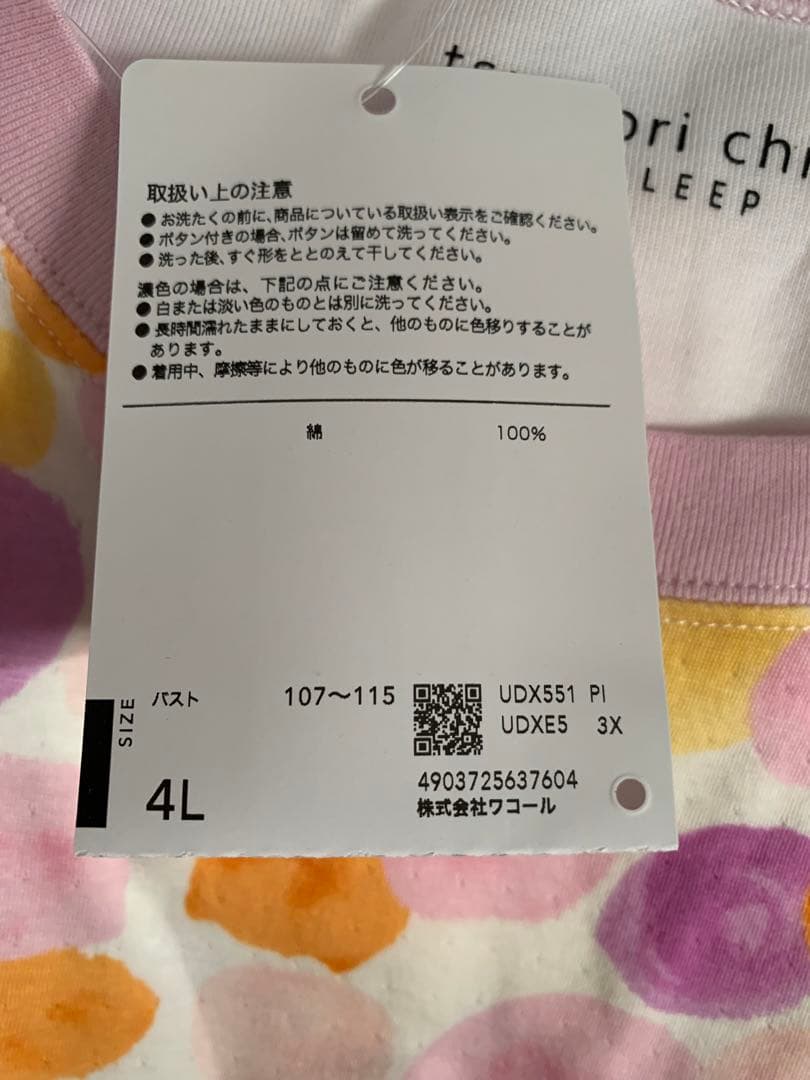 ori ch
LEEP
取扱い上の注意
●お洗たくの前に、商品についている取扱い表示をご確認ください。
●ボタン付きの場合、ボタンは留めて洗ってください。
●洗った後、すぐ形をととのえて干してください。
濃色の場合は、下記の点にご注意ください。
●白または淡い色のものとは別に洗ってください。
●長時間濡れたままにしておくと、他のものに色移りすることが
あります。
●着用中、摩擦等により他のものに色が移ることがあります。
綿 100%
SIZE
バスト 107〜115
4L
UDX551 PI
UDXE5 3X
4903725637604
株式会社ワコール